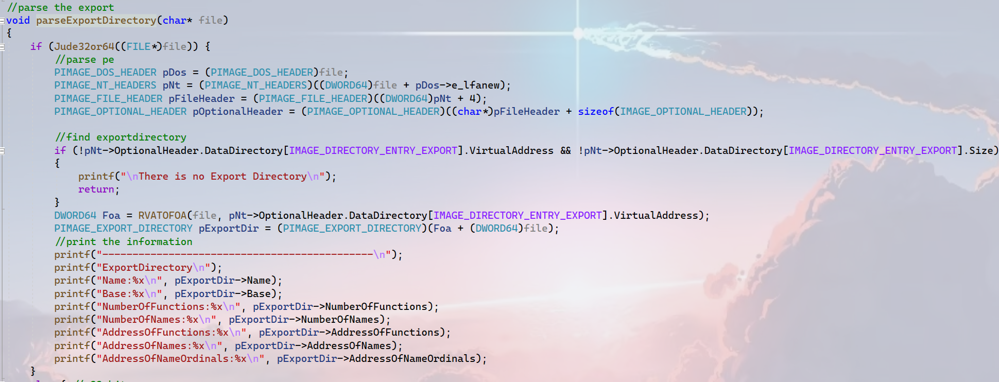 //parse the export
void parseExportDirectory(char* file)
{
    if (Jude32or64((FILE*)file)) {
        //parse pe
        PIMAGE_DOS_HEADER pDos = (PIMAGE_DOS_HEADER)file;
        PIMAGE_NT_HEADERS pNt = (PIMAGE_NT_HEADERS)((DWORD64)file + pDos->e_lfanew);
        PIMAGE_FILE_HEADER pFileHeader = (PIMAGE_FILE_HEADER)((DWORD64)pNt + 4);
        PIMAGE_OPTIONAL_HEADER pOptionalHeader = (PIMAGE_OPTIONAL_HEADER)((char*)pFileHeader + sizeof(IMAGE_OPTIONAL_HEADER));
        //find exportdirectory
        if (!pNt->OptionalHeader.DataDirectory[IMAGE_DIRECTORY_ENTRY_EXPORT].VirtualAddress && !pNt->OptionalHeader.DataDirectory[IMAGE_DIRECTORY_ENTRY_EXPORT].Size)
        {
            printf("\nThere is no Export Directory\n");
            return;
        }
        DWORD64 Foa = RVATOFOA(file, pNt->OptionalHeader.DataDirectory[IMAGE_DIRECTORY_ENTRY_EXPORT].VirtualAddress);
        PIMAGE_EXPORT_DIRECTORY pExportDir = (PIMAGE_EXPORT_DIRECTORY)(Foa + (DWORD64)file);
        //print the information
        printf("---------------------------------------------\n");
        printf("ExportDirectory\n");
        printf("Name:%x\n", pExportDir->Name);
        printf("Base:%x\n", pExportDir->Base);
        printf("NumberOfFunctions:%x\n", pExportDir->NumberOfFunctions);
        printf("NumberOfNames:%x\n", pExportDir->NumberOfNames);
        printf("AddressOfFunctions:%x\n", pExportDir->AddressOfFunctions);
        printf("AddressOfNames:%x\n", pExportDir->AddressOfNames);
        printf("AddressOfNameOrdinals:%x\n", pExportDir->AddressOfNameOrdinals);
    }